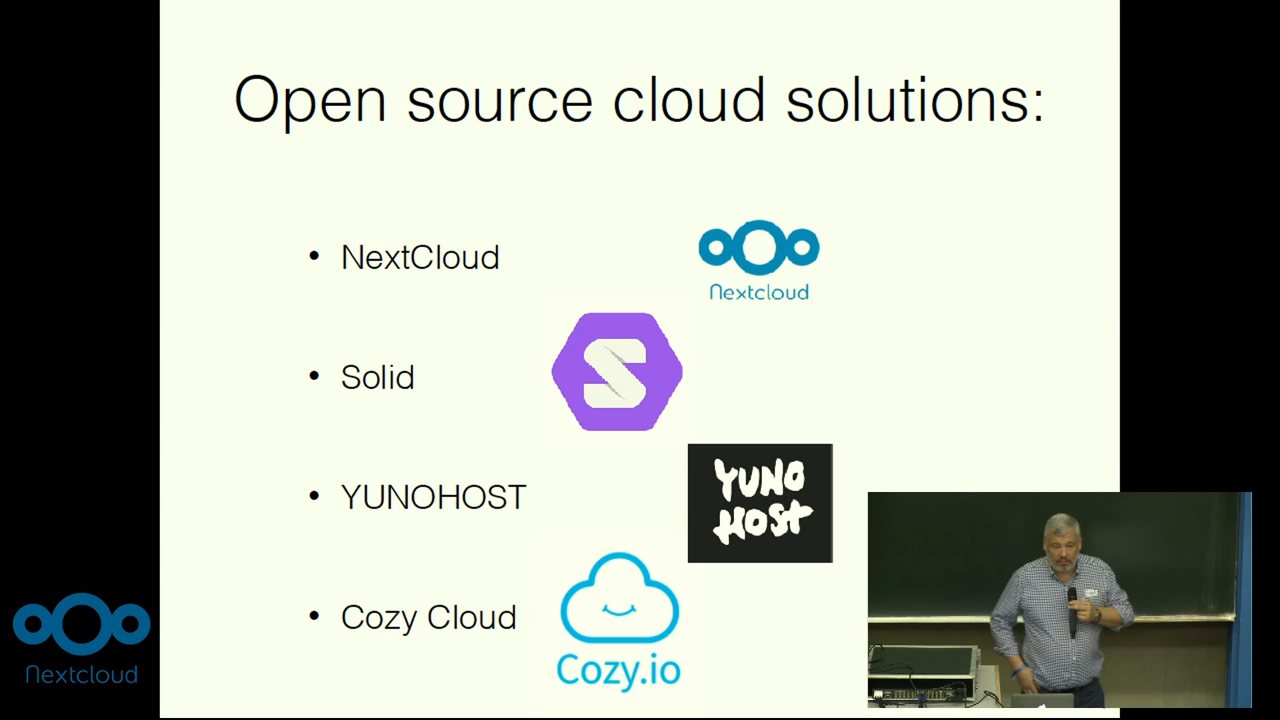 Open source cloud solutions:
• NextCloud
Nextcloud
• Solid
S
• YUNOHOST
YUNO
HOST
• Cozy Cloud
Cozy.io
Nextcloud